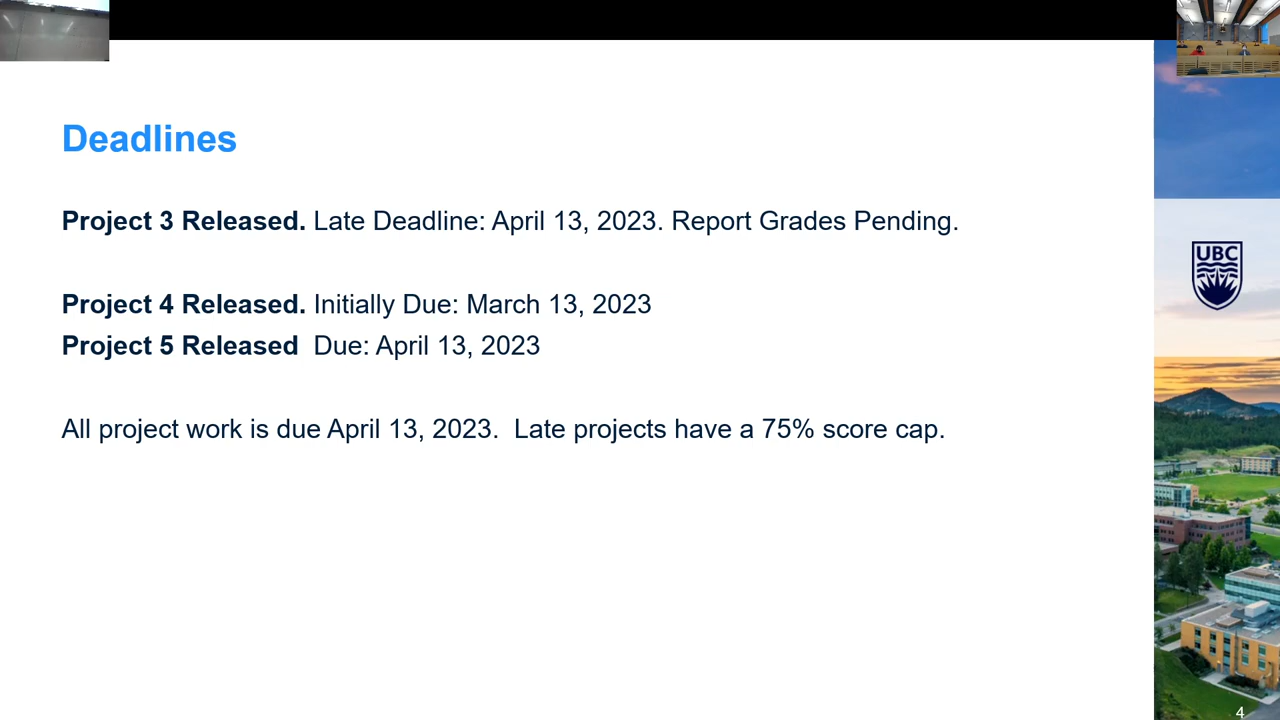 Deadlines
Project 3 Released. Late Deadline: April 13, 2023. Report Grades Pending.
Project 4 Released. Initially Due: March 13, 2023
Project 5 Released  Due: April 13, 2023
All project work is due April 13, 2023.  Late projects have a 75% score cap.
UBC
4